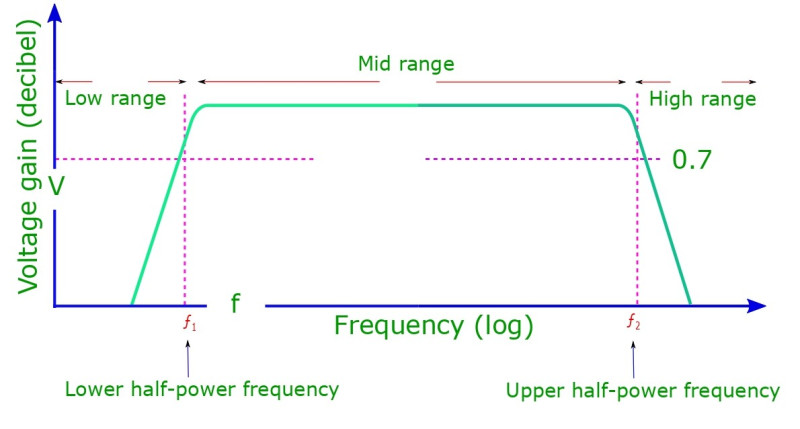 Voltage gain (decibel)
Mid range
Low range
High range
0.7
V
f
f₁
Frequency (log)
f₂
Lower half-power frequency
Upper half-power frequency